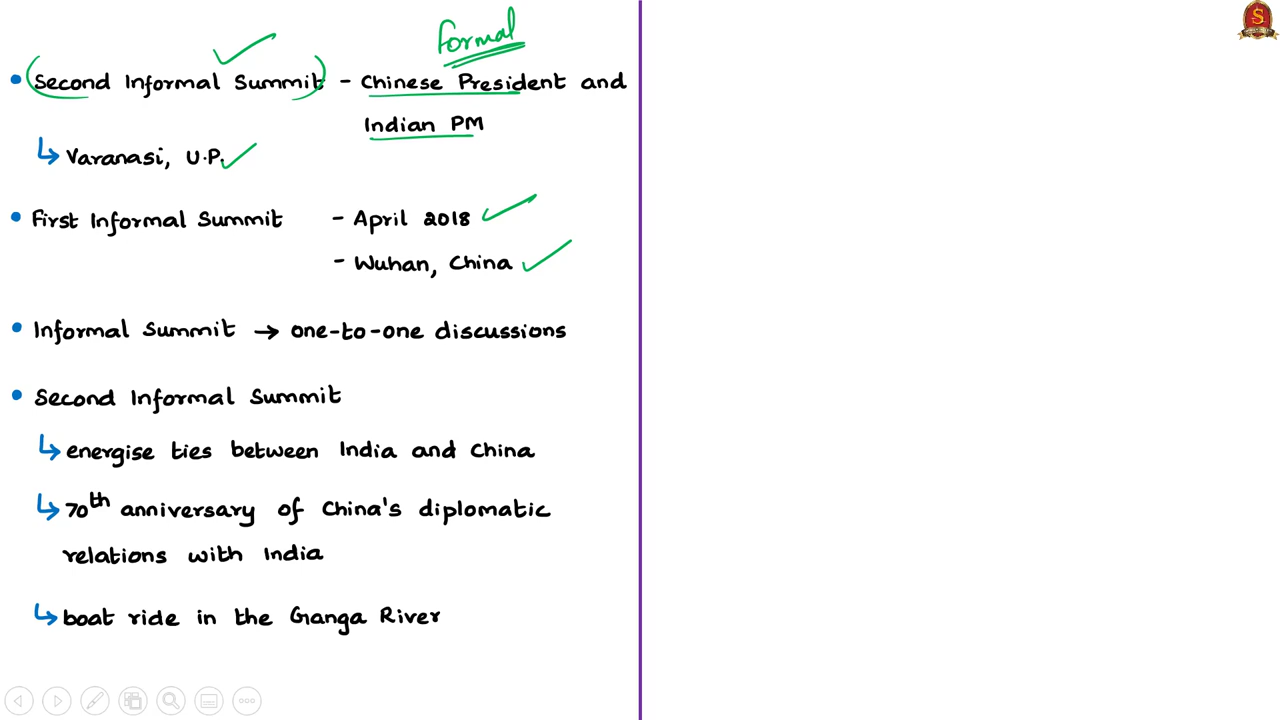 Formal
• Second Informal Summit - Chinese President and
Indian PM
↳ Varanasi, U.P.
• First Informal Summit - April 2018
- Wuhan, China
• Informal Summit → one-to-one discussions
• Second Informal Summit
↳ energise ties between India and China
↳ 70th anniversary of China's diplomatic
relations with India
↳ boat ride in the Ganga River